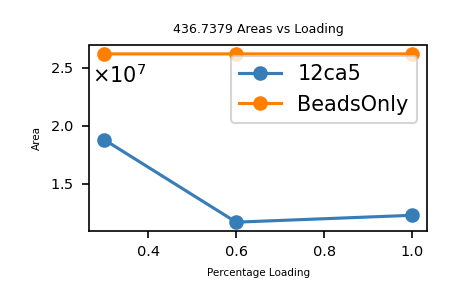 436.7379 Areas vs Loading
×10⁷
2.5
2.0
1.5
Area
12ca5
BeadsOnly
0.4 0.6 0.8 1.0
Percentage Loading